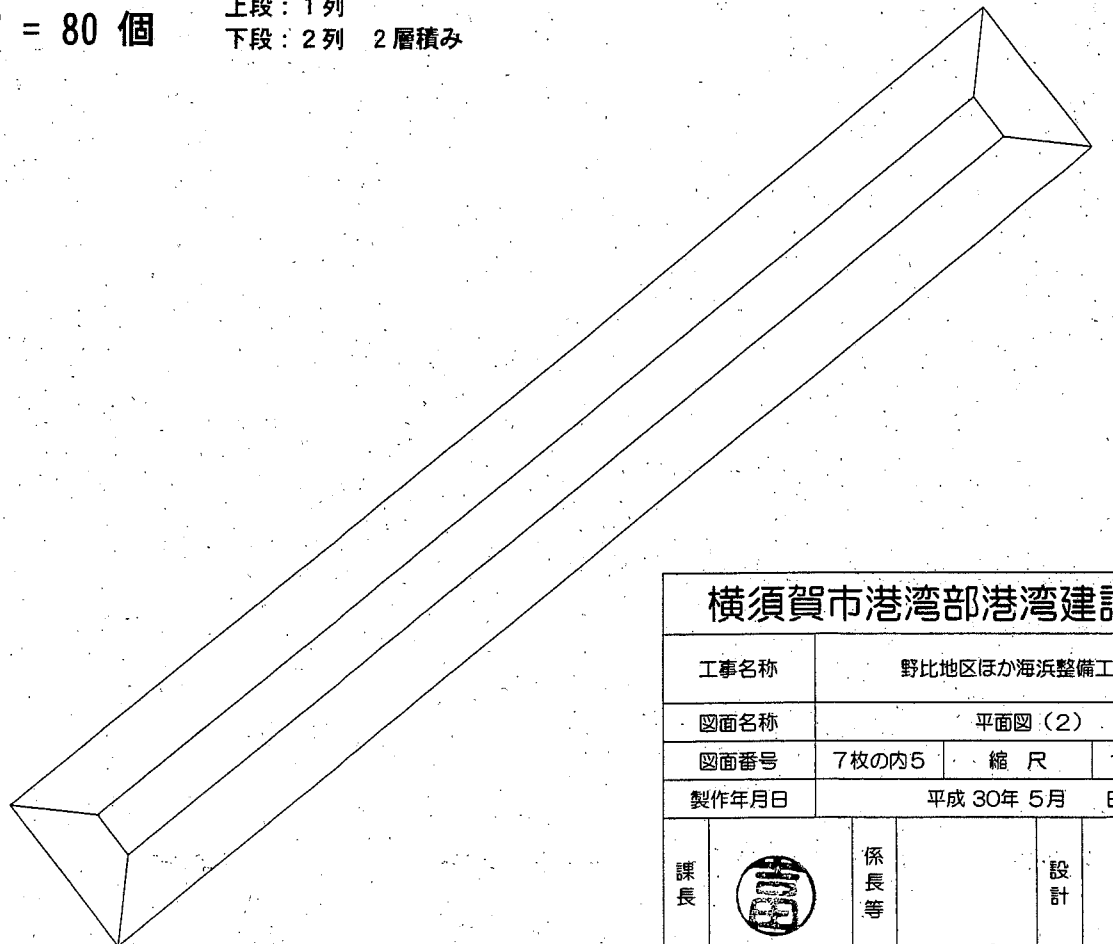 = 80 個
上段：1列
下段：2列 2層積み
横須賀市港湾部港湾建設
工事名称 野比地区ほか海浜整備工
図面名称 平面図（2）
図面番号 7枚の内5 縮 尺
製作年月日 平成 30年 5月
課長 係長等 設計